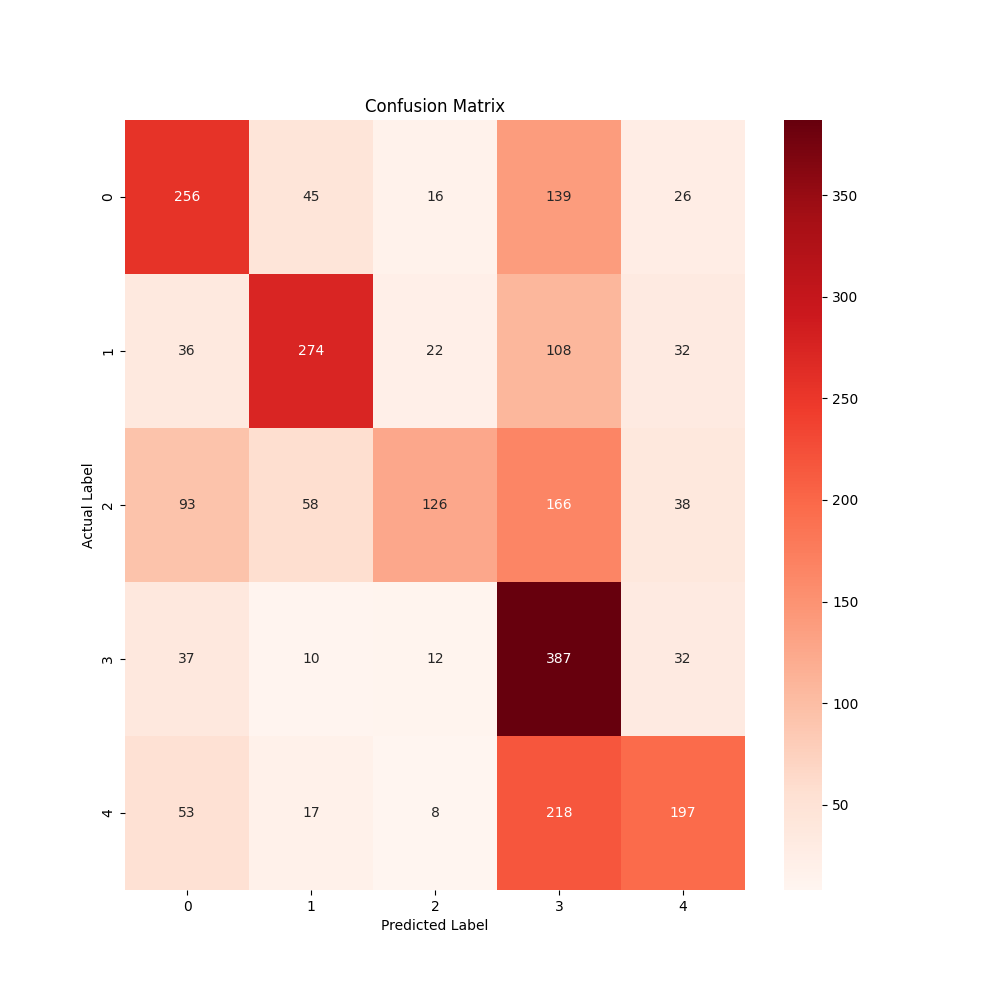 Confusion Matrix
0 256 45 16 139 26
1 36 274 22 108 32
2 93 58 126 166 38
3 37 10 12 387 32
4 53 17 8 218 197
0 1 2 3 4
Predicted Label
Actual Label
350
300
250
200
150
100
50